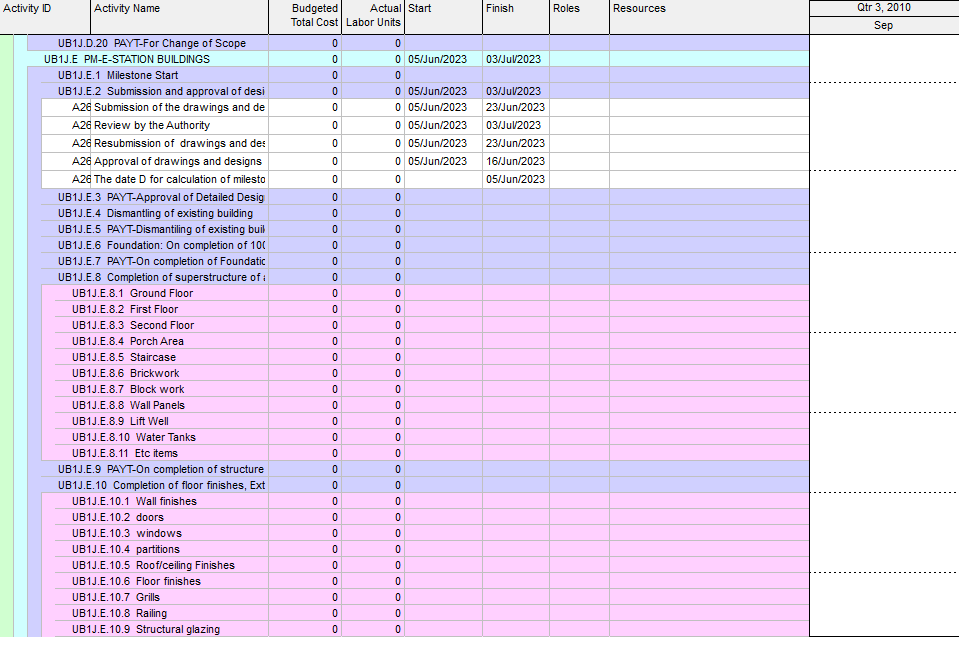 Activity ID Activity Name Budgeted Total Cost Actual Labor Units Start Finish Roles Resources Qtr 3, 2010
Sep
UB1J.D.20 PAYT-For Change of Scope 0 0
UB1J.E PM-E-STATION BUILDINGS 0 0 05/Jun/2023 03/Jul/2023
UB1J.E.1 Milestone Start 0 0
UB1J.E.2 Submission and approval of desi 0 0 05/Jun/2023 03/Jul/2023
A26 Submission of the drawings and de 0 0 05/Jun/2023 23/Jun/2023
A26 Review by the Authority 0 0 05/Jun/2023 03/Jul/2023
A26 Resubmission of drawings and des 0 0 05/Jun/2023 23/Jun/2023
A26 Approval of drawings and designs 0 0 05/Jun/2023 16/Jun/2023
A26 The date D for calculation of milesto 0 0 05/Jun/2023
UB1J.E.3 PAYT-Approval of Detailed Desig 0 0
UB1J.E.4 Dismantling of existing building 0 0
UB1J.E.5 PAYT-Dismantiling of existing buil 0 0
UB1J.E.6 Foundation: On completion of 100 0 0
UB1J.E.7 PAYT-On completion of Foundatic 0 0
UB1J.E.8 Completion of superstructure of a 0 0
UB1J.E.8.1 Ground Floor 0 0
UB1J.E.8.2 First Floor 0 0
UB1J.E.8.3 Second Floor 0 0
UB1J.E.8.4 Porch Area 0 0
UB1J.E.8.5 Staircase 0 0
UB1J.E.8.6 Brickwork 0 0
UB1J.E.8.7 Block work 0 0
UB1J.E.8.8 Wall Panels 0 0
UB1J.E.8.9 Lift Well 0 0
UB1J.E.8.10 Water Tanks 0 0
UB1J.E.8.11 Etc items 0 0
UB1J.E.9 PAYT-On completion of structure 0 0
UB1J.E.10 Completion of floor finishes, Ext 0 0
UB1J.E.10.1 Wall finishes 0 0
UB1J.E.10.2 doors 0 0
UB1J.E.10.3 windows 0 0
UB1J.E.10.4 partitions 0 0
UB1J.E.10.5 Roof/ceiling Finishes 0 0
UB1J.E.10.6 Floor finishes 0 0
UB1J.E.10.7 Grills 0 0
UB1J.E.10.8 Railing 0 0
UB1J.E.10.9 Structural glazing 0 0